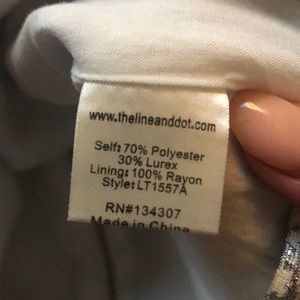 www.thelineanddot.com
Self: 70% Polyester
30% Lurex
Lining: 100% Rayon
Style: LT1557A
RN#134307
Made in China